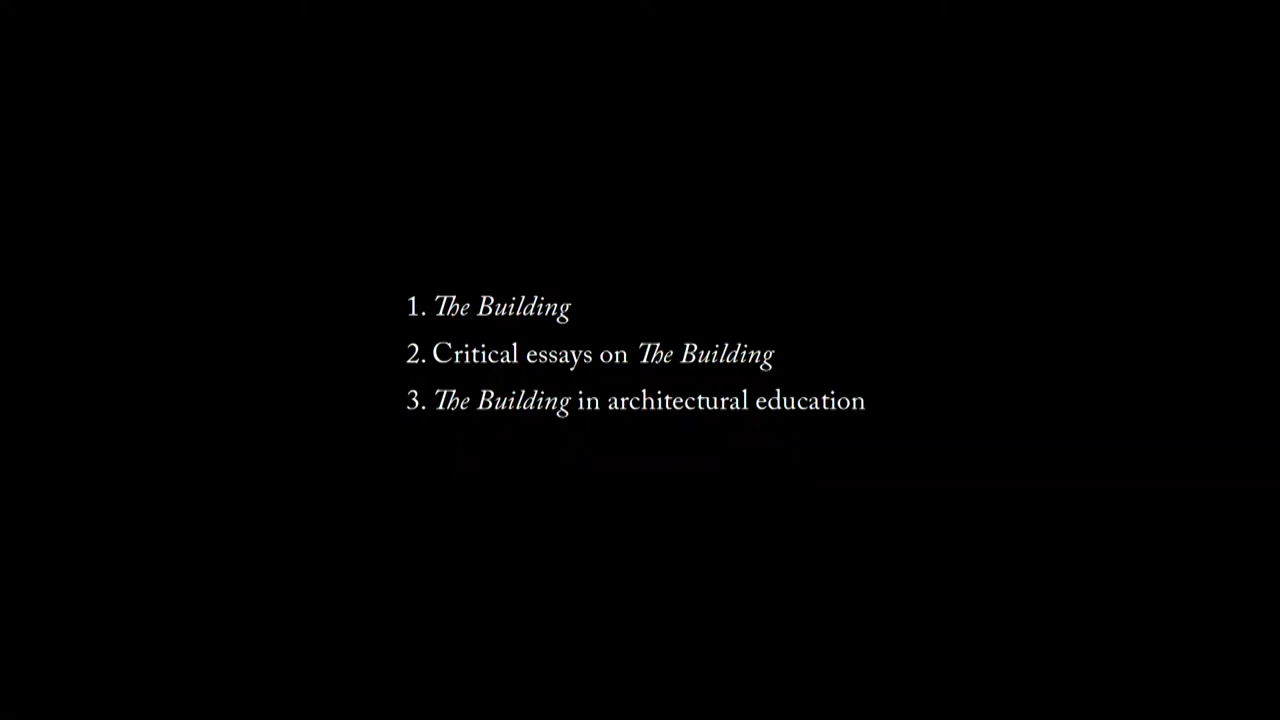 1. The Building
2. Critical essays on The Building
3. The Building in architectural education